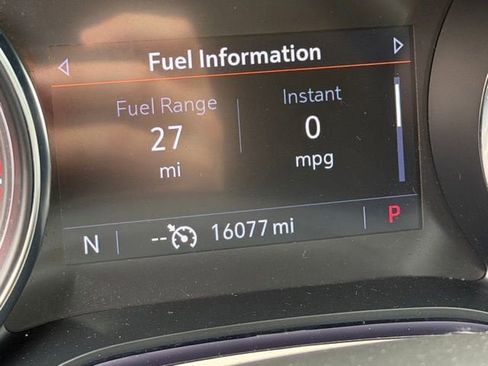 Fuel Information
Fuel Range
27
mi
Instant
0
mpg
N --  16077 mi P